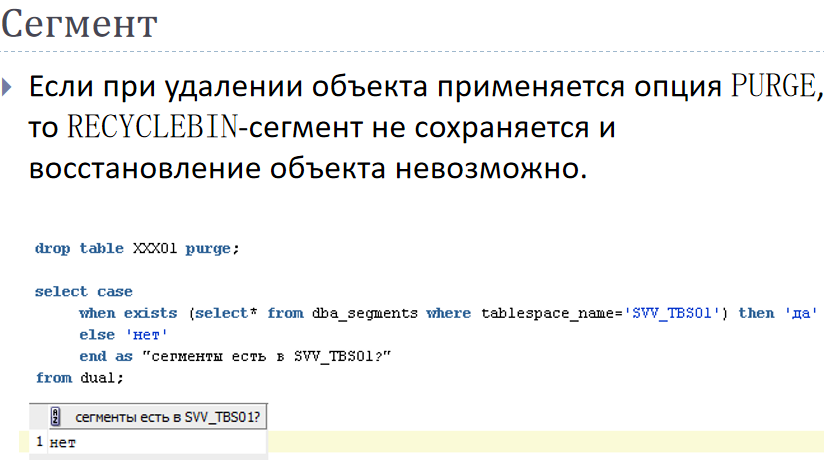 Сегмент
Если при удалении объекта применяется опция PURGE,
то RECYCLEBIN-сегмент не сохраняется и
восстановление объекта невозможно.
drop table XXX01 purge;
select case
when exists (select* from dba_segments where tablespace_name='SVV_TBS01') then 'да'
else 'нет'
end as "сегменты есть в SVV_TBS01?"
from dual;
сегменты есть в SVV_TBS01?
1 нет